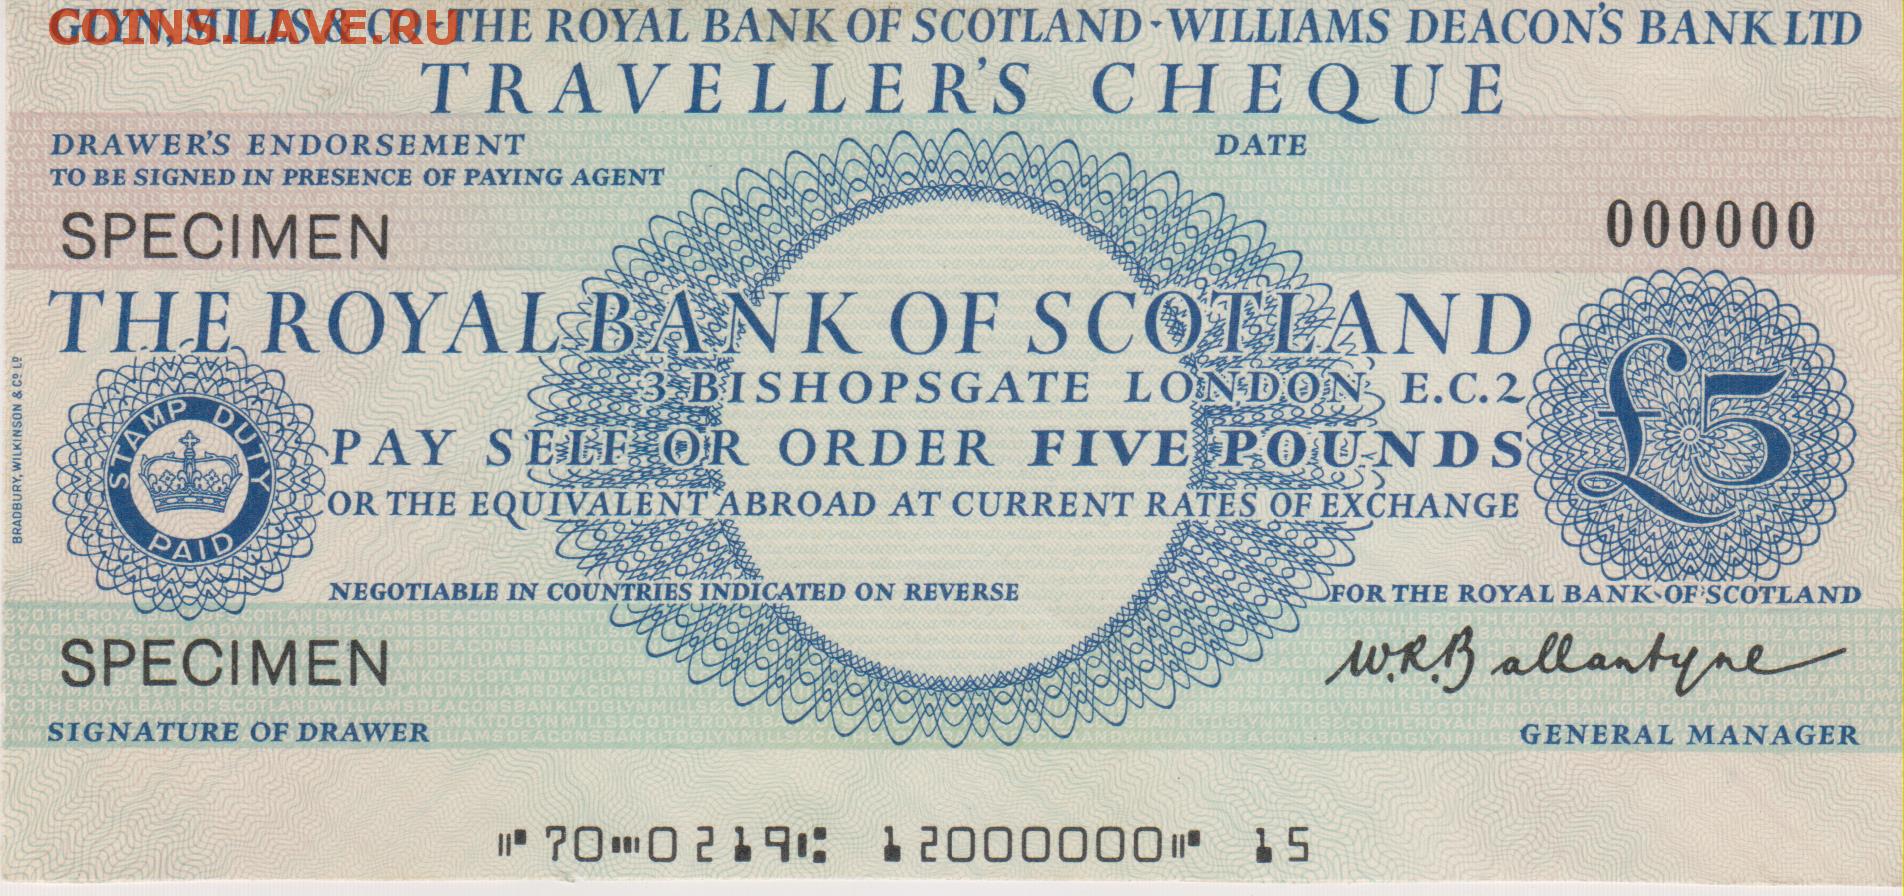 GLYN, MILLS & CO·THE ROYAL BANK OF SCOTLAND·WILLIAMS DEACON'S BANK LTD
COINS.LAVE.RU
TRAVELLER'S CHEQUE
DRAWER'S ENDORSEMENT
DATE
TO BE SIGNED IN PRESENCE OF PAYING AGENT
SPECIMEN
000000
THE ROYAL BANK OF SCOTLAND
3 BISHOPSGATE LONDON E.C.2
PAY SELF OR ORDER FIVE POUNDS
£5
STAMP DUTY
PAID
OR THE EQUIVALENT ABROAD AT CURRENT RATES OF EXCHANGE
BRADBURY, WILKINSON & Cº Lº
NEGOTIABLE IN COUNTRIES INDICATED ON REVERSE
FOR THE ROYAL BANK OF SCOTLAND
SPECIMEN
W.R.Ballantyne
SIGNATURE OF DRAWER
GENERAL MANAGER
⑈70⑉0219⑆ 12000000⑈ 15